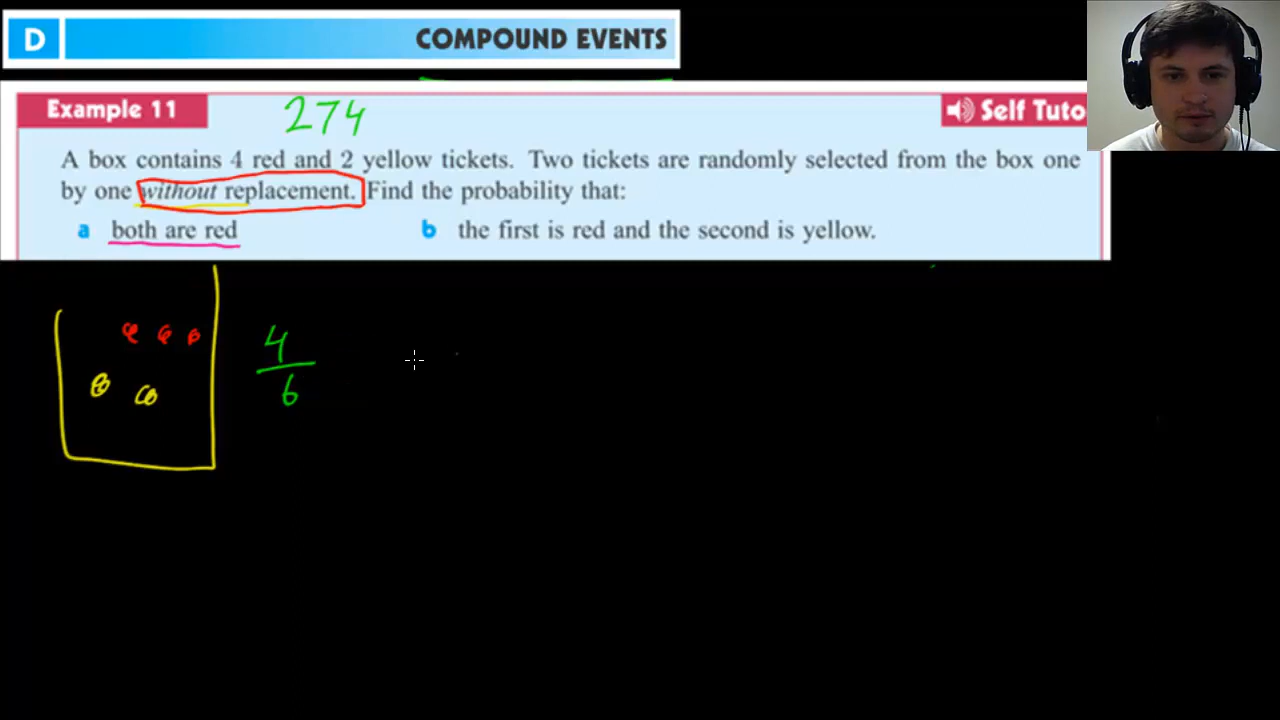 D COMPOUND EVENTS
Example 11 274 Self Tuto
A box contains 4 red and 2 yellow tickets. Two tickets are randomly selected from the box one
by one without replacement. Find the probability that:
a both are red b the first is red and the second is yellow.
4
6